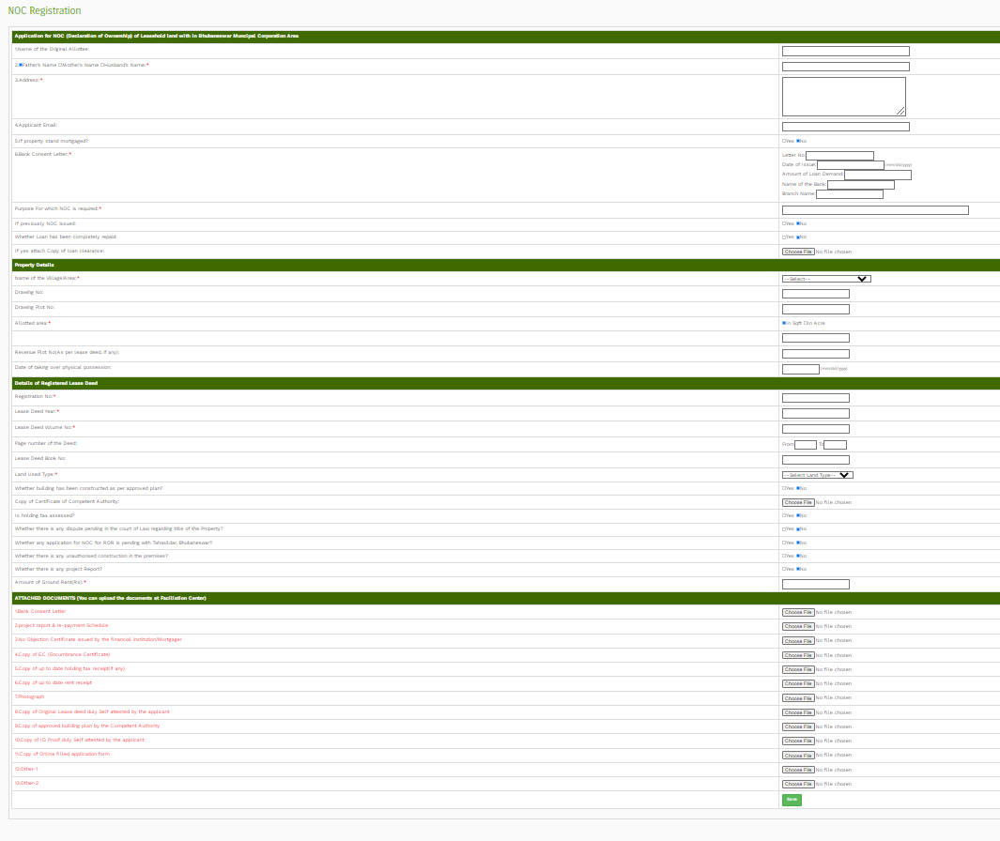 NOC Registration
Application for NOC (Declaration of Ownership) of Leasehold land with in Bhubaneswar Muncipal Corporation Area
1.Name of the Original Allottee:
2. Father's Name Mother's Name Husband's Name:*
3.Address:*
4.Applicant Email:
5.If property stand mortgaged? Yes No
6.Bank Consent Letter:* Letter No:
Date of Issue: (mm/dd/yyyy)
Amount of Loan Demand:
Name of the Bank:
Branch Name:
Purpose For which NOC is required:*
If previously NOC issued: Yes No
Whether Loan has been completely repaid: Yes No
If yes attach Copy of loan clearance: Choose File No file chosen
Property Details
Name of the Village/Area:* --Select--
Drawing No:
Drawing Plot No:
Allotted area:* In Sqft In Acre
Revenue Plot No(As per lease deed, if any):
Date of taking over physical possession: (mm/dd/yyyy)
Details of Registered Lease Deed
Registration No:*
Lease Deed Year:*
Lease Deed Volume No:*
Page number of the Deed: From To
Lease Deed Book No:
Land Used Type:* --Select Land Type--
Whether building has been constructed as per approved plan? Yes No
Copy of Certificate of Competent Authority: Choose File No file chosen
Is holding tax assessed? Yes No
Whether there is any dispute pending in the court of Law regarding title of the Property? Yes No
Whether any application for NOC for ROR is pending with Tahasildar, Bhubaneswar? Yes No
Whether there is any unauthorised construction in the premises? Yes No
Whether there is any project Report? Yes No
Amount of Ground Rent(Rs):*
ATTACHED DOCUMENTS (You can upload the documents at Facilitation Center)
1.Bank Consent Letter Choose File No file chosen
2.project report & re-payment Schedule Choose File No file chosen
3.No Objection Certificate issued by the financial institution/Mortgager Choose File No file chosen
4.Copy of EC (Encumbrance Certificate) Choose File No file chosen
5.Copy of up to date holding tax receipt(if any) Choose File No file chosen
6.Copy of up to date rent receipt Choose File No file chosen
7.Photograph Choose File No file chosen
8.Copy of Original Lease deed duly Self attested by the applicant Choose File No file chosen
9.Copy of approved building plan by the Competent Authority Choose File No file chosen
10.Copy of ID Proof duly Self attested by the applicant Choose File No file chosen
11.Copy of Online filled application form Choose File No file chosen
12.Other-1 Choose File No file chosen
13.Other-2 Choose File No file chosen
Save